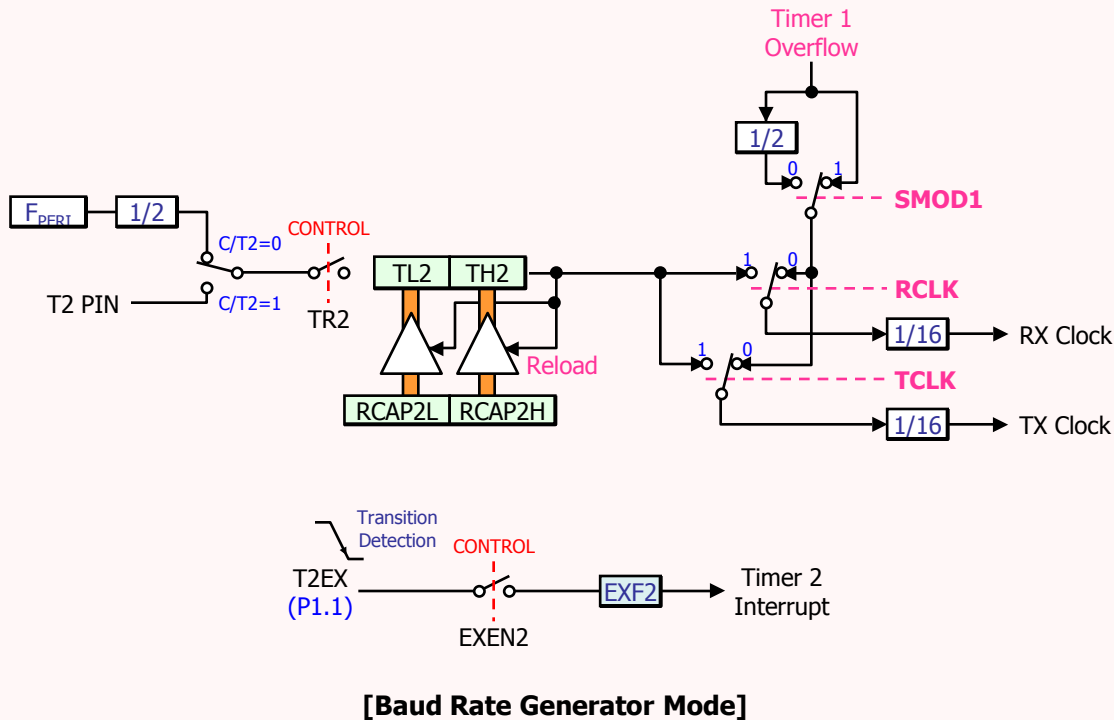 Timer 1
Overflow
1/2
0
1
SMOD1
FPERI
1/2
C/T2=0
CONTROL
T2 PIN
C/T2=1
TR2
TL2
TH2
1
0
RCLK
1/16
RX Clock
Reload
1
0
TCLK
RCAP2L
RCAP2H
1/16
TX Clock
Transition
Detection
CONTROL
T2EX
(P1.1)
EXEN2
EXF2
Timer 2
Interrupt
[Baud Rate Generator Mode]